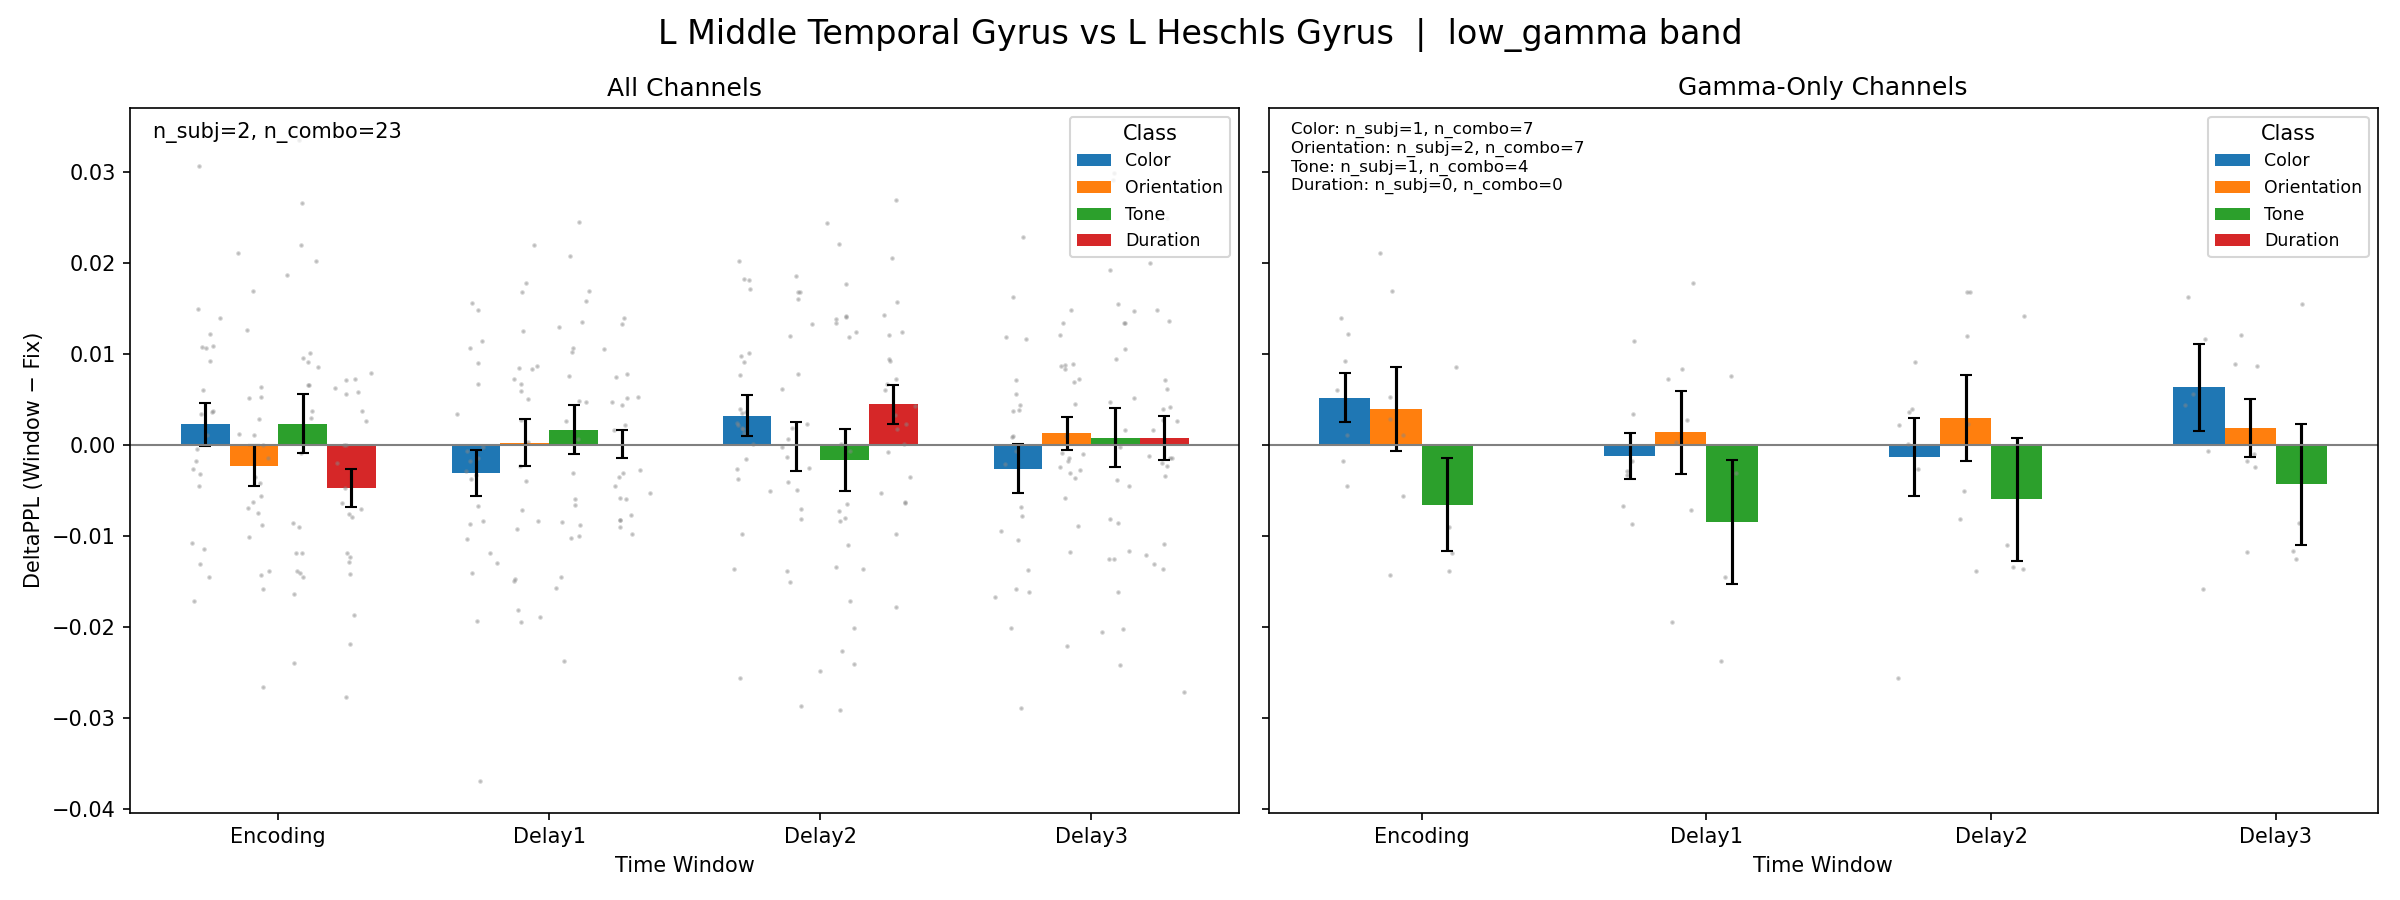 L Middle Temporal Gyrus vs L Heschls Gyrus | low_gamma band
All Channels
n_subj=2, n_combo=23
Class
Color
Orientation
Tone
Duration
DeltaPPL (Window − Fix)
0.03
0.02
0.01
0.00
−0.01
−0.02
−0.03
−0.04
Encoding
Delay1
Delay2
Delay3
Time Window
Gamma-Only Channels
Color: n_subj=1, n_combo=7
Orientation: n_subj=2, n_combo=7
Tone: n_subj=1, n_combo=4
Duration: n_subj=0, n_combo=0
Class
Color
Orientation
Tone
Duration
Encoding
Delay1
Delay2
Delay3
Time Window